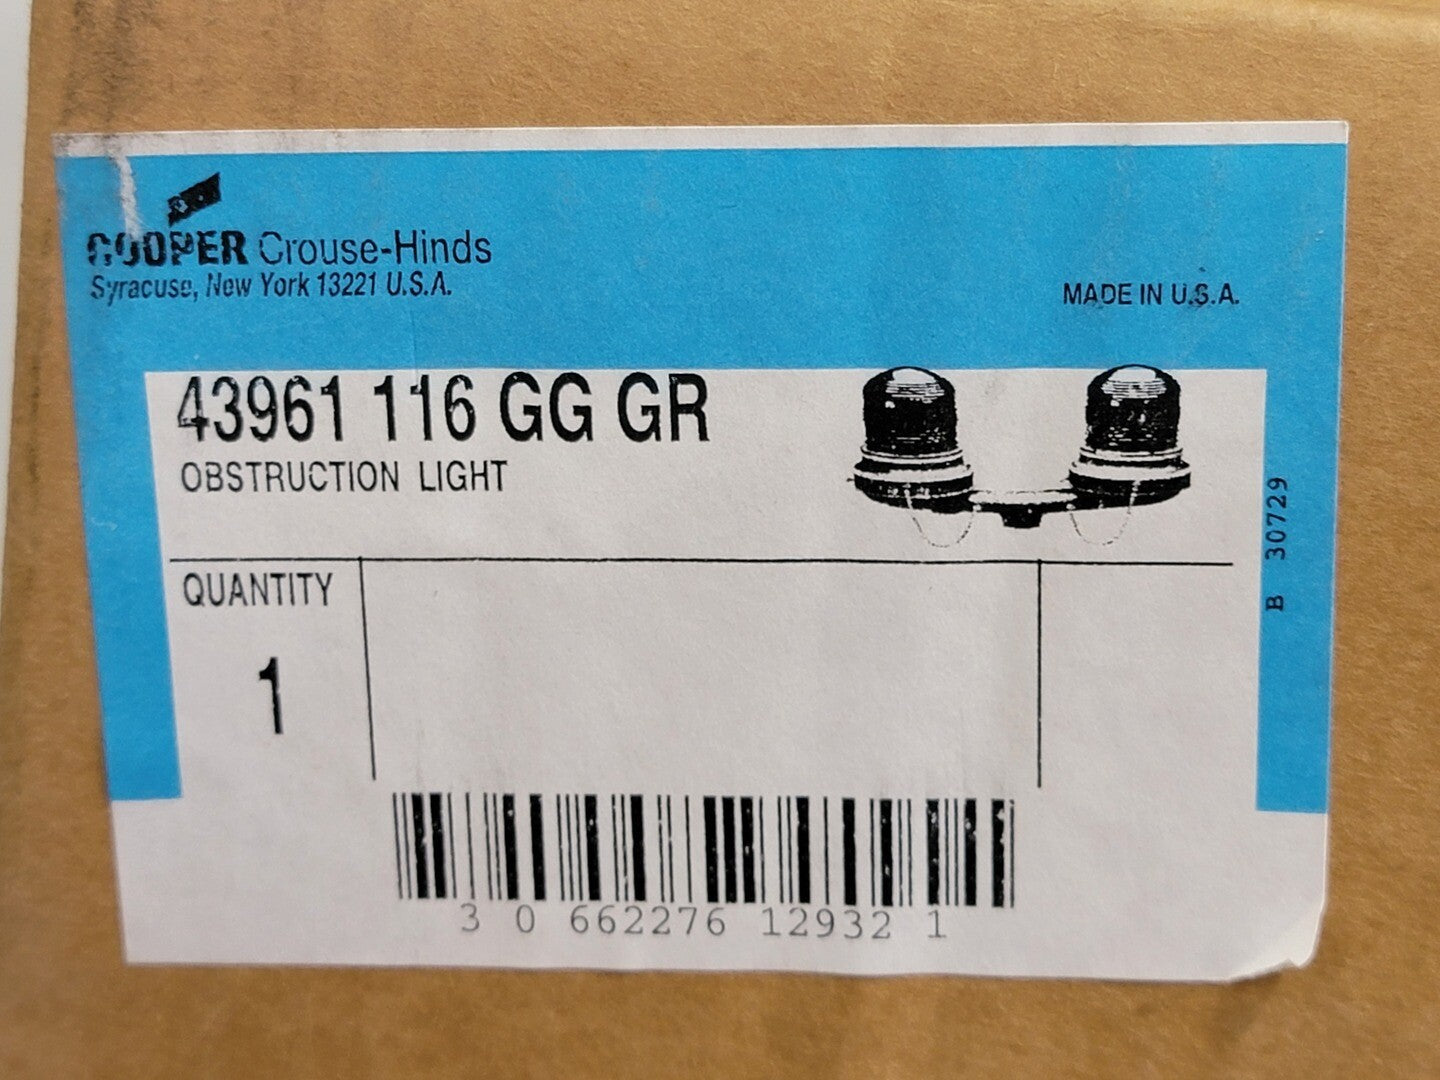 COOPER Crouse-Hinds
Syracuse, New York 13221 U.S.A.
MADE IN U.S.A.
43961 116 GG GR
OBSTRUCTION LIGHT
QUANTITY
1
B 30729
3 0 662276 12932 1